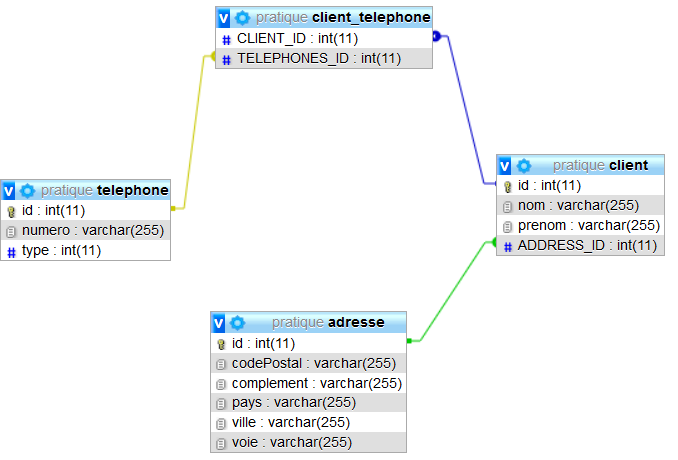 pratique client_telephone
CLIENT_ID : int(11)
TELEPHONES_ID : int(11)
pratique client
id : int(11)
nom : varchar(255)
prenom : varchar(255)
ADDRESS_ID : int(11)
pratique telephone
id : int(11)
numero : varchar(255)
type : int(11)
pratique adresse
id : int(11)
codePostal : varchar(255)
complement : varchar(255)
pays : varchar(255)
ville : varchar(255)
voie : varchar(255)